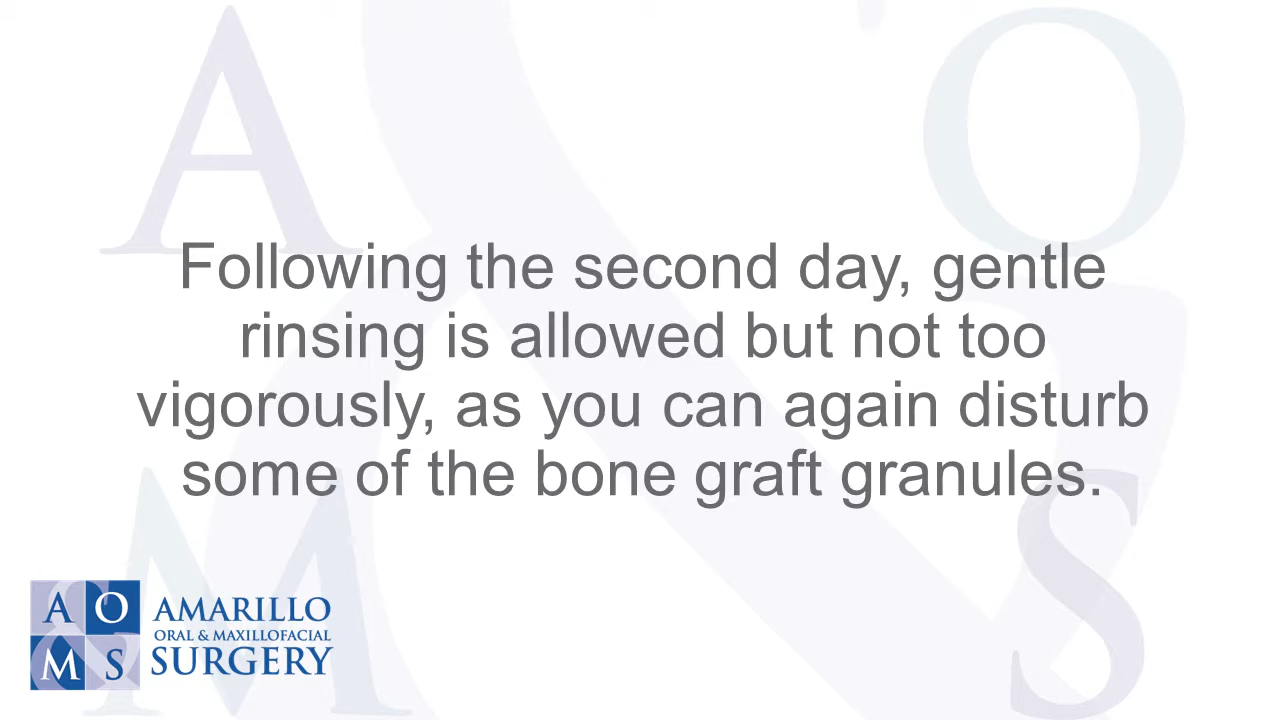 Following the second day, gentle
rinsing is allowed but not too
vigorously, as you can again disturb
some of the bone graft granules.
A O
M S
AMARILLO
ORAL & MAXILLOFACIAL
SURGERY
A O
M S